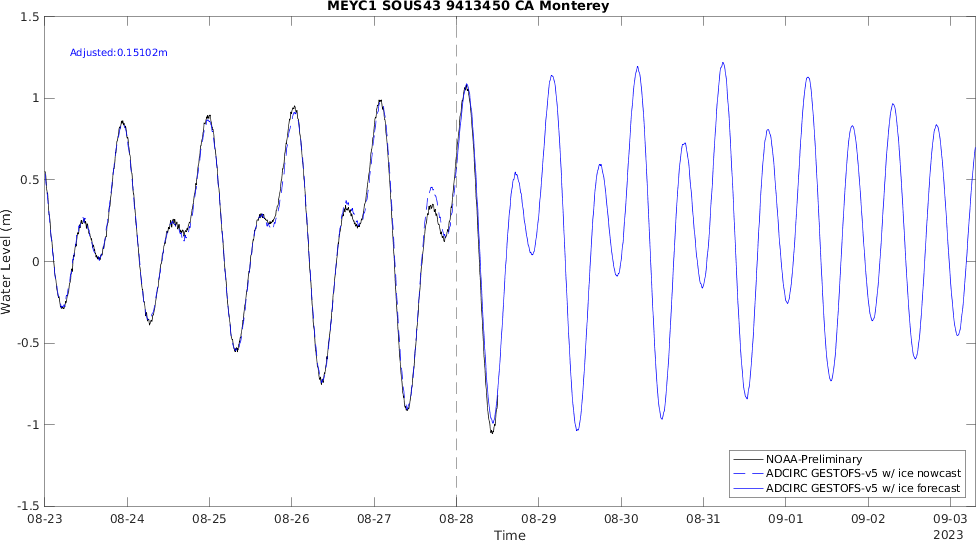 MEYC1 SOUS43 9413450 CA Monterey
Adjusted:0.15102m
Water Level (m)
1.5
1
0.5
0
-0.5
-1
-1.5
NOAA-Preliminary
ADCIRC GESTOFS-v5 w/ ice nowcast
ADCIRC GESTOFS-v5 w/ ice forecast
08-23 08-24 08-25 08-26 08-27 08-28 08-29 08-30 08-31 09-01 09-02 09-03
Time
2023